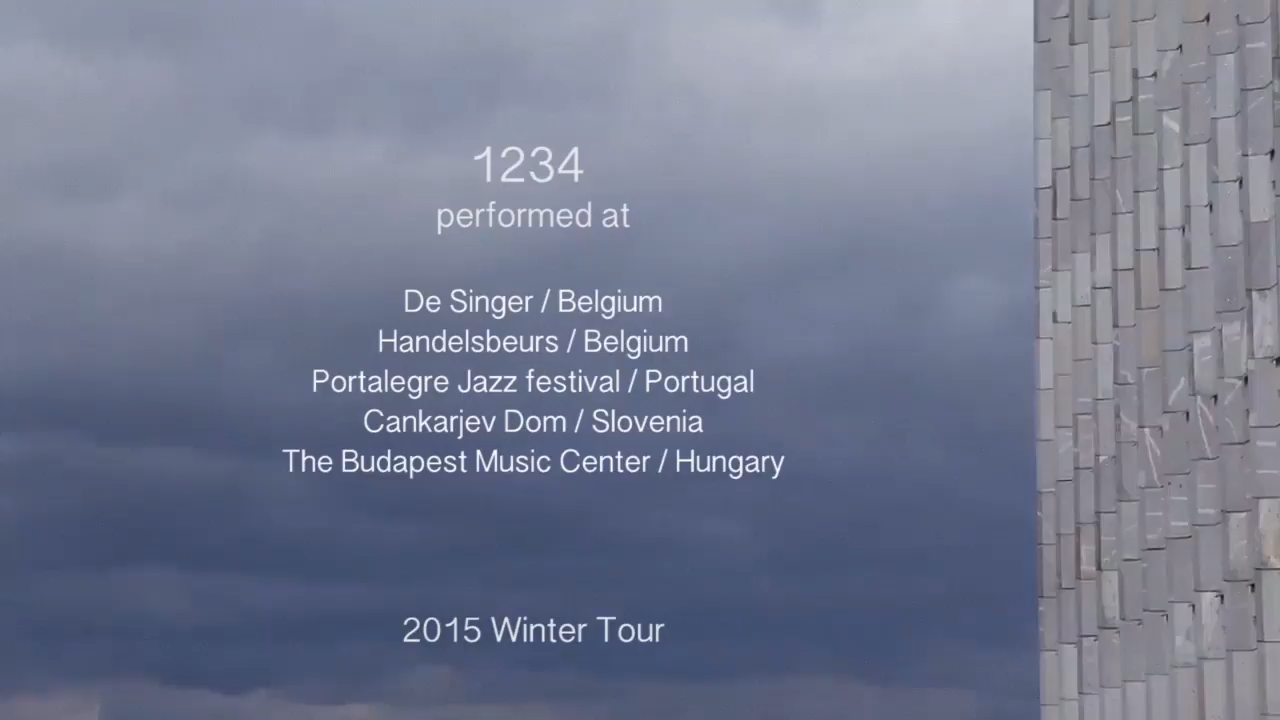 1234
performed at
De Singer / Belgium
Handelsbeurs / Belgium
Portalegre Jazz festival / Portugal
Cankarjev Dom / Slovenia
The Budapest Music Center / Hungary
2015 Winter Tour